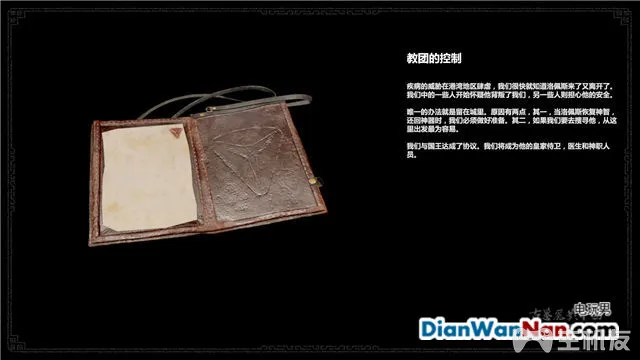 教团的控制
疾病的威胁在港湾地区肆虐，我们很快就知道洛佩斯来了又离开了。
我们中的一些人开始怀疑他背叛了我们，另一些人则担心他的安全。
唯一的办法就是留在城里。原因有两点，其一，当洛佩斯恢复神智，
还回神器时，我们必须做好准备。其二，如果我们要去搜寻他，从这
里出发最为容易。
我们与国王达成了协议。我们将成为他的皇家侍卫，医生和神职人
员。
电玩男
DianWanNan.com